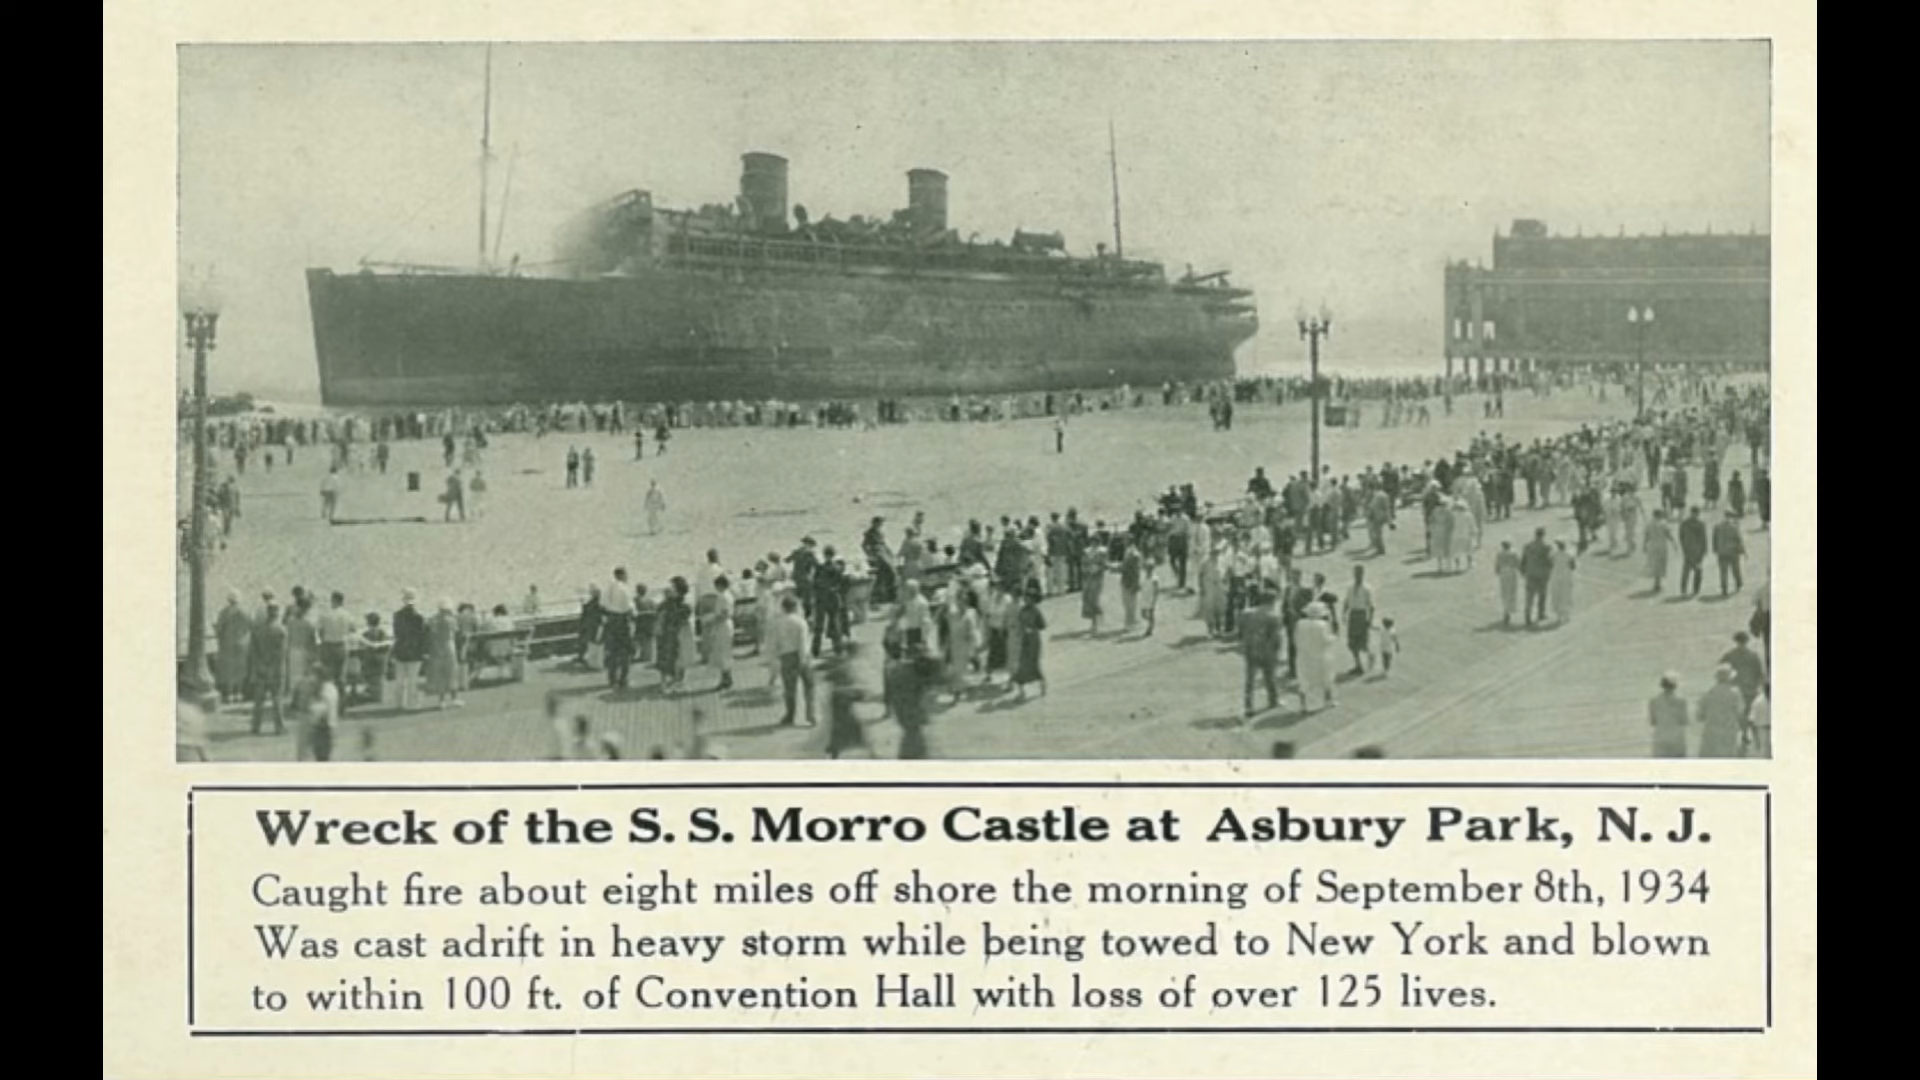 Wreck of the S. S. Morro Castle at Asbury Park, N. J.
Caught fire about eight miles off shore the morning of September 8th, 1934
Was cast adrift in heavy storm while being towed to New York and blown
to within 100 ft. of Convention Hall with loss of over 125 lives.